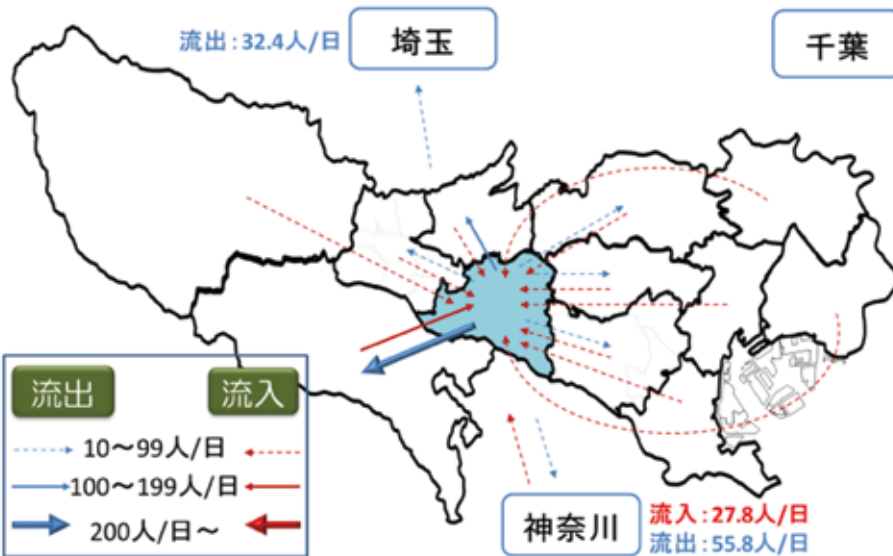 流出:32.4人/日
埼玉
千葉
流出
流入
10〜99人/日
100〜199人/日
200人/日〜
神奈川
流入:27.8人/日
流出:55.8人/日